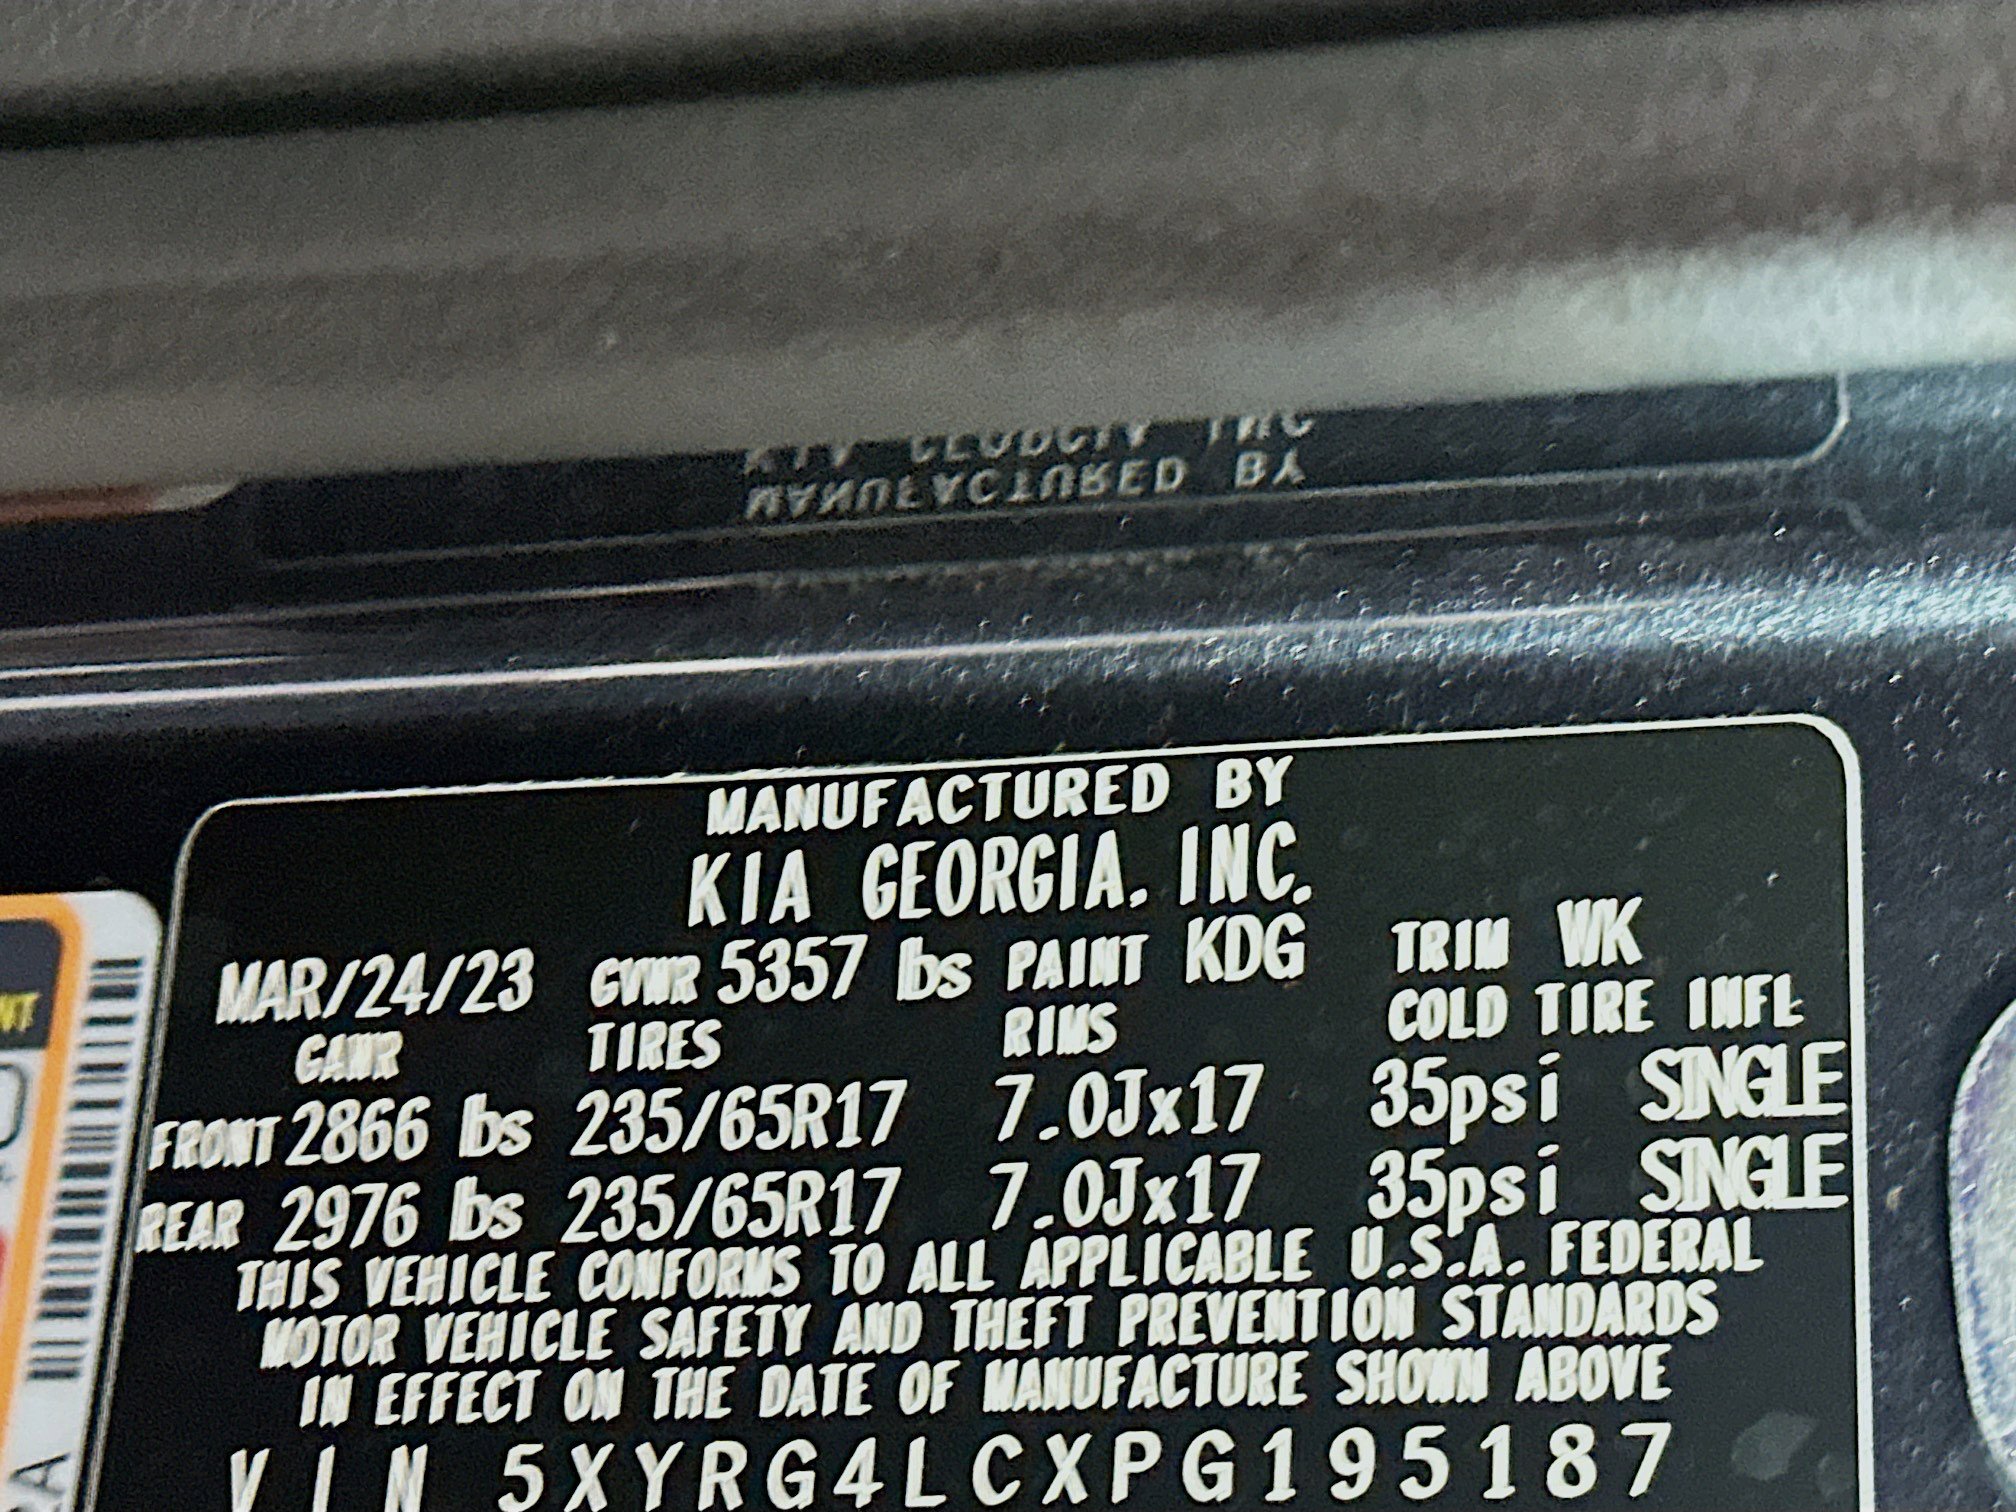 MANUFACTURED BY
MANUFACTURED BY
KIA GEORGIA. INC.
MAR/24/23 GVWR 5357 lbs PAINT KDG TRIM WK
GAWR TIRES RIMS COLD TIRE INFL
FRONT 2866 lbs 235/65R17 7.0Jx17 35psi SINGLE
REAR 2976 lbs 235/65R17 7.0Jx17 35psi SINGLE
THIS VEHICLE CONFORMS TO ALL APPLICABLE U.S.A. FEDERAL
MOTOR VEHICLE SAFETY AND THEFT PREVENTION STANDARDS
IN EFFECT ON THE DATE OF MANUFACTURE SHOWN ABOVE
VIN 5XYRG4LCXPG195187